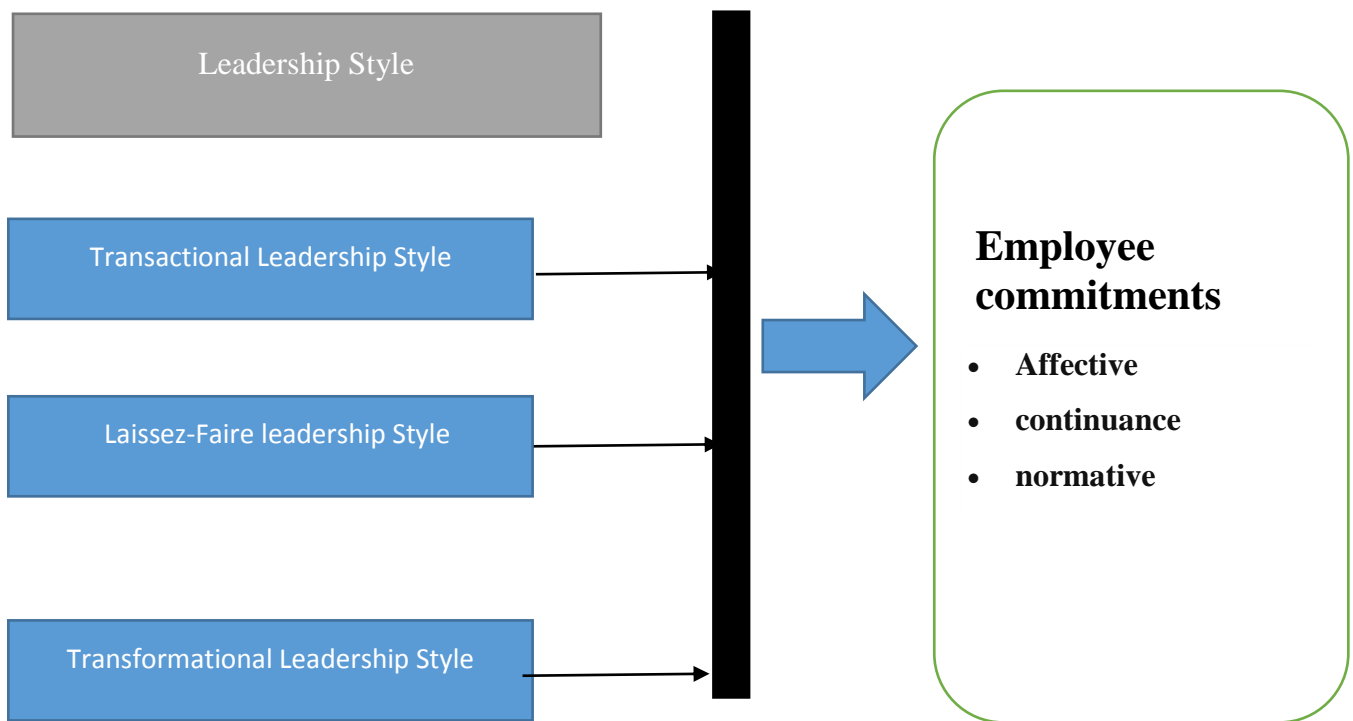 Leadership Style
Transactional Leadership Style
Laissez-Faire leadership Style
Transformational Leadership Style
Employee
commitments
• Affective
• continuance
• normative